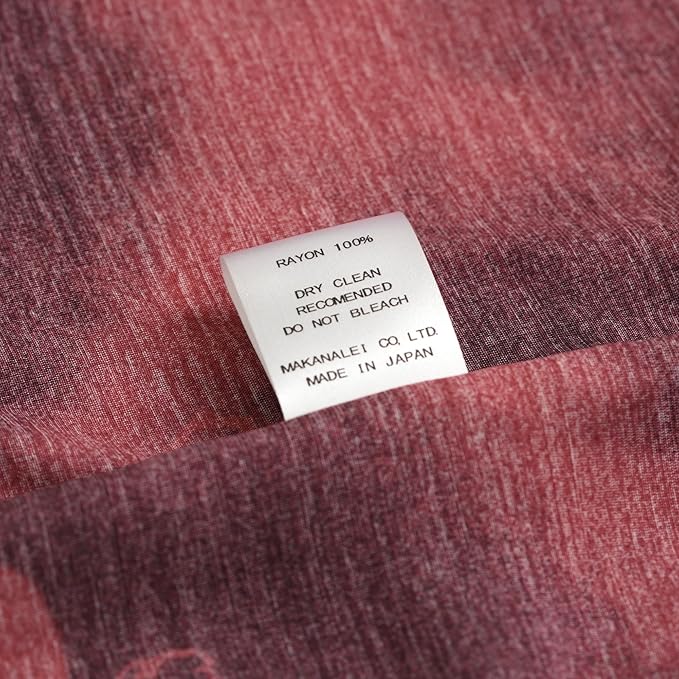 RAYON 100%
DRY CLEAN
RECOMENDED
DO NOT BLEACH
MAKANALEI CO, LTD.
MADE IN JAPAN